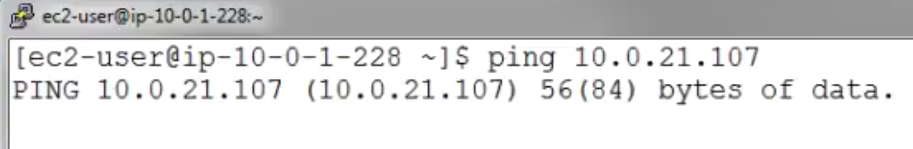 ec2-user@ip-10-0-1-228:~
[ec2-user@ip-10-0-1-228 ~]$ ping 10.0.21.107
PING 10.0.21.107 (10.0.21.107) 56(84) bytes of data.